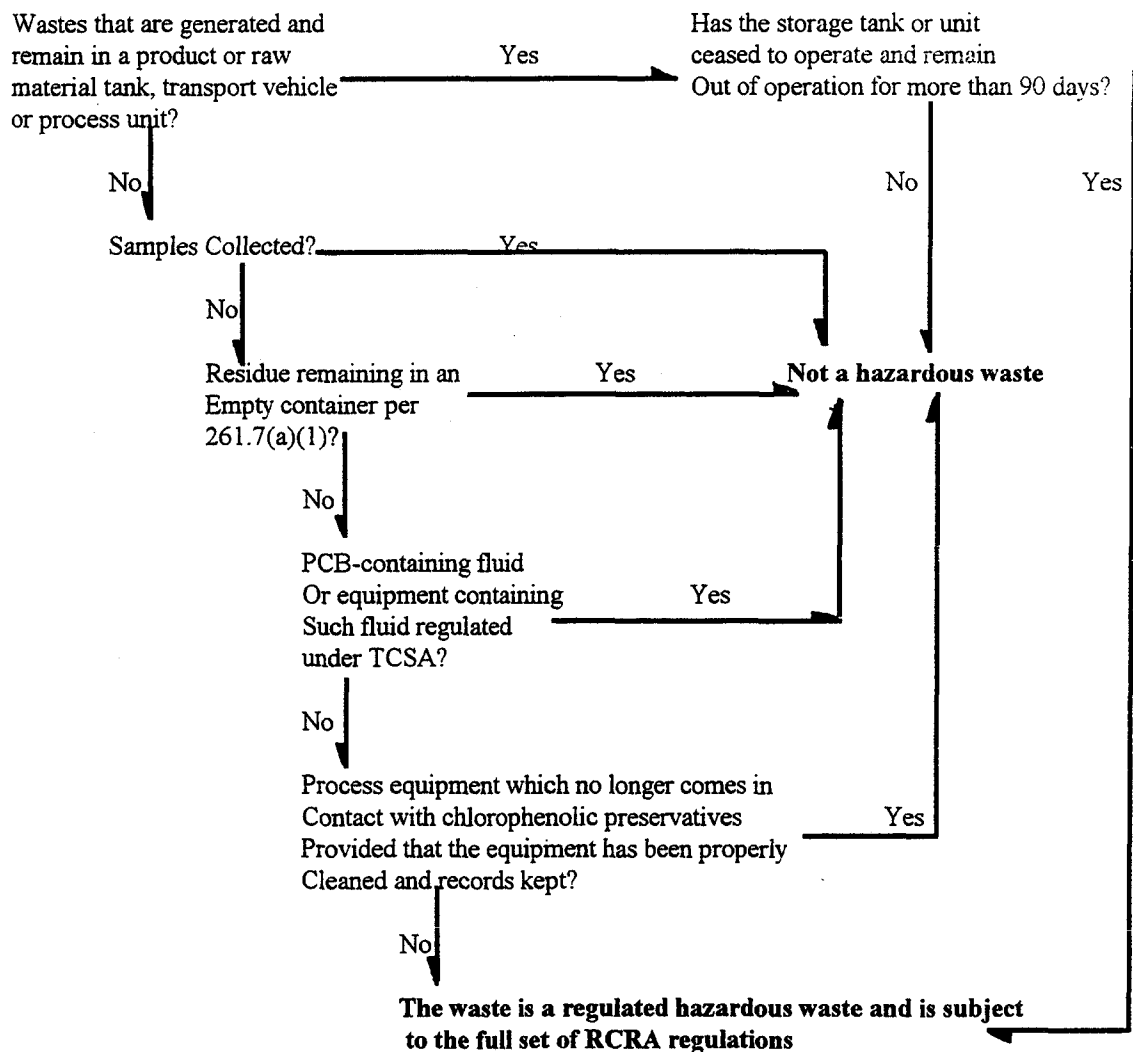 Wastes that are generated and
remain in a product or raw
material tank, transport vehicle
or process unit?
Yes
Has the storage tank or unit
ceased to operate and remain
Out of operation for more than 90 days?
No
No
Yes
Samples Collected?
Yes
No
Residue remaining in an
Empty container per
261.7(a)(1)?
Yes
Not a hazardous waste
No
PCB-containing fluid
Or equipment containing
Such fluid regulated
under TCSA?
Yes
No
Process equipment which no longer comes in
Contact with chlorophenolic preservatives
Provided that the equipment has been properly
Cleaned and records kept?
Yes
No
The waste is a regulated hazardous waste and is subject
to the full set of RCRA regulations